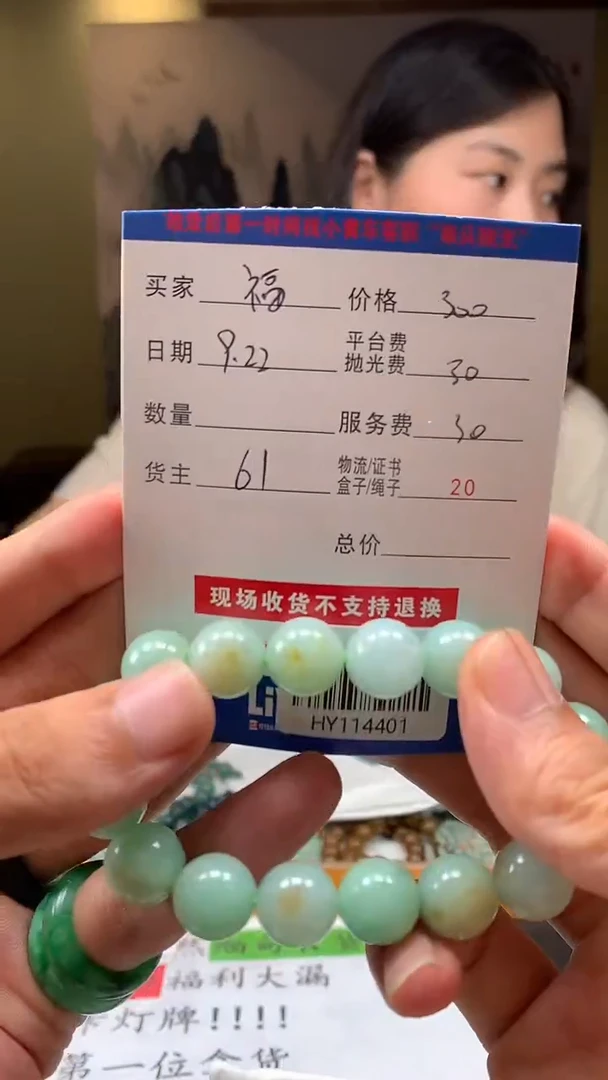 买家 福 价格 300
日期 9.22 平台费
抛光费 30
数量 服务费 30
货主 61 物流/证书
盒子/绳子 20
总价
现场收货不支持退换
Li
HY114401
福利大漏
灯牌!!!!
第一位